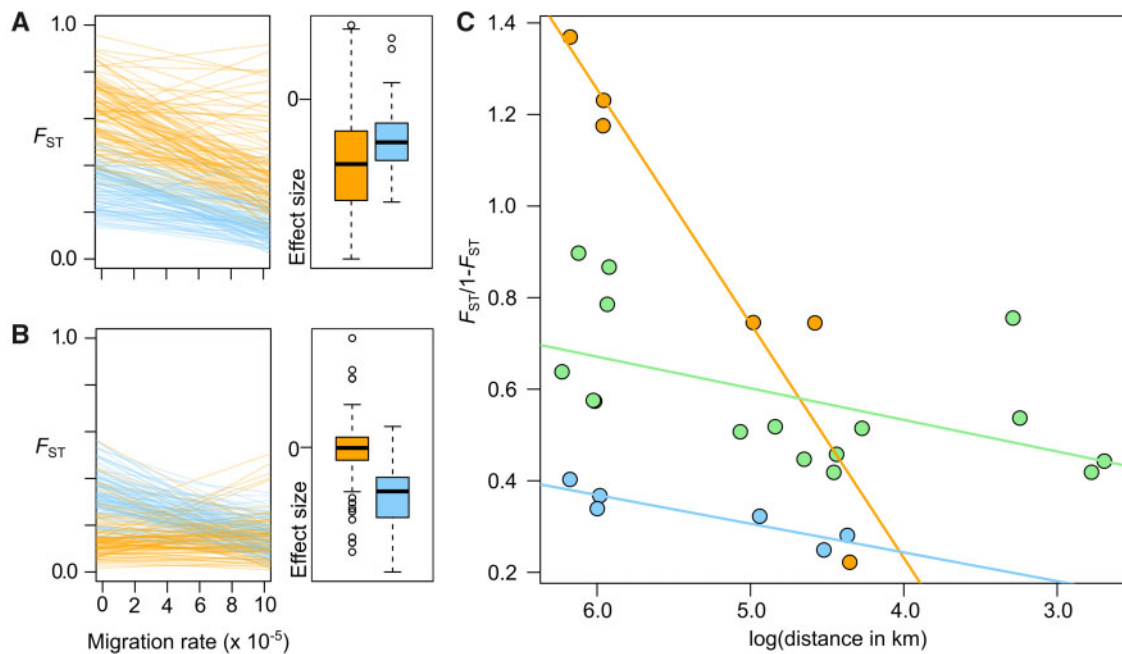 A
1.0
F_ST
0.0
0
Effect size
B
1.0
F_ST
0.0
0 2 4 6 8 10
Migration rate (x 10⁻⁵)
0
Effect size
C
1.4
1.2
1.0
0.8
0.6
0.4
0.2
F_ST/1-F_ST
6.0 5.0 4.0 3.0
log(distance in km)